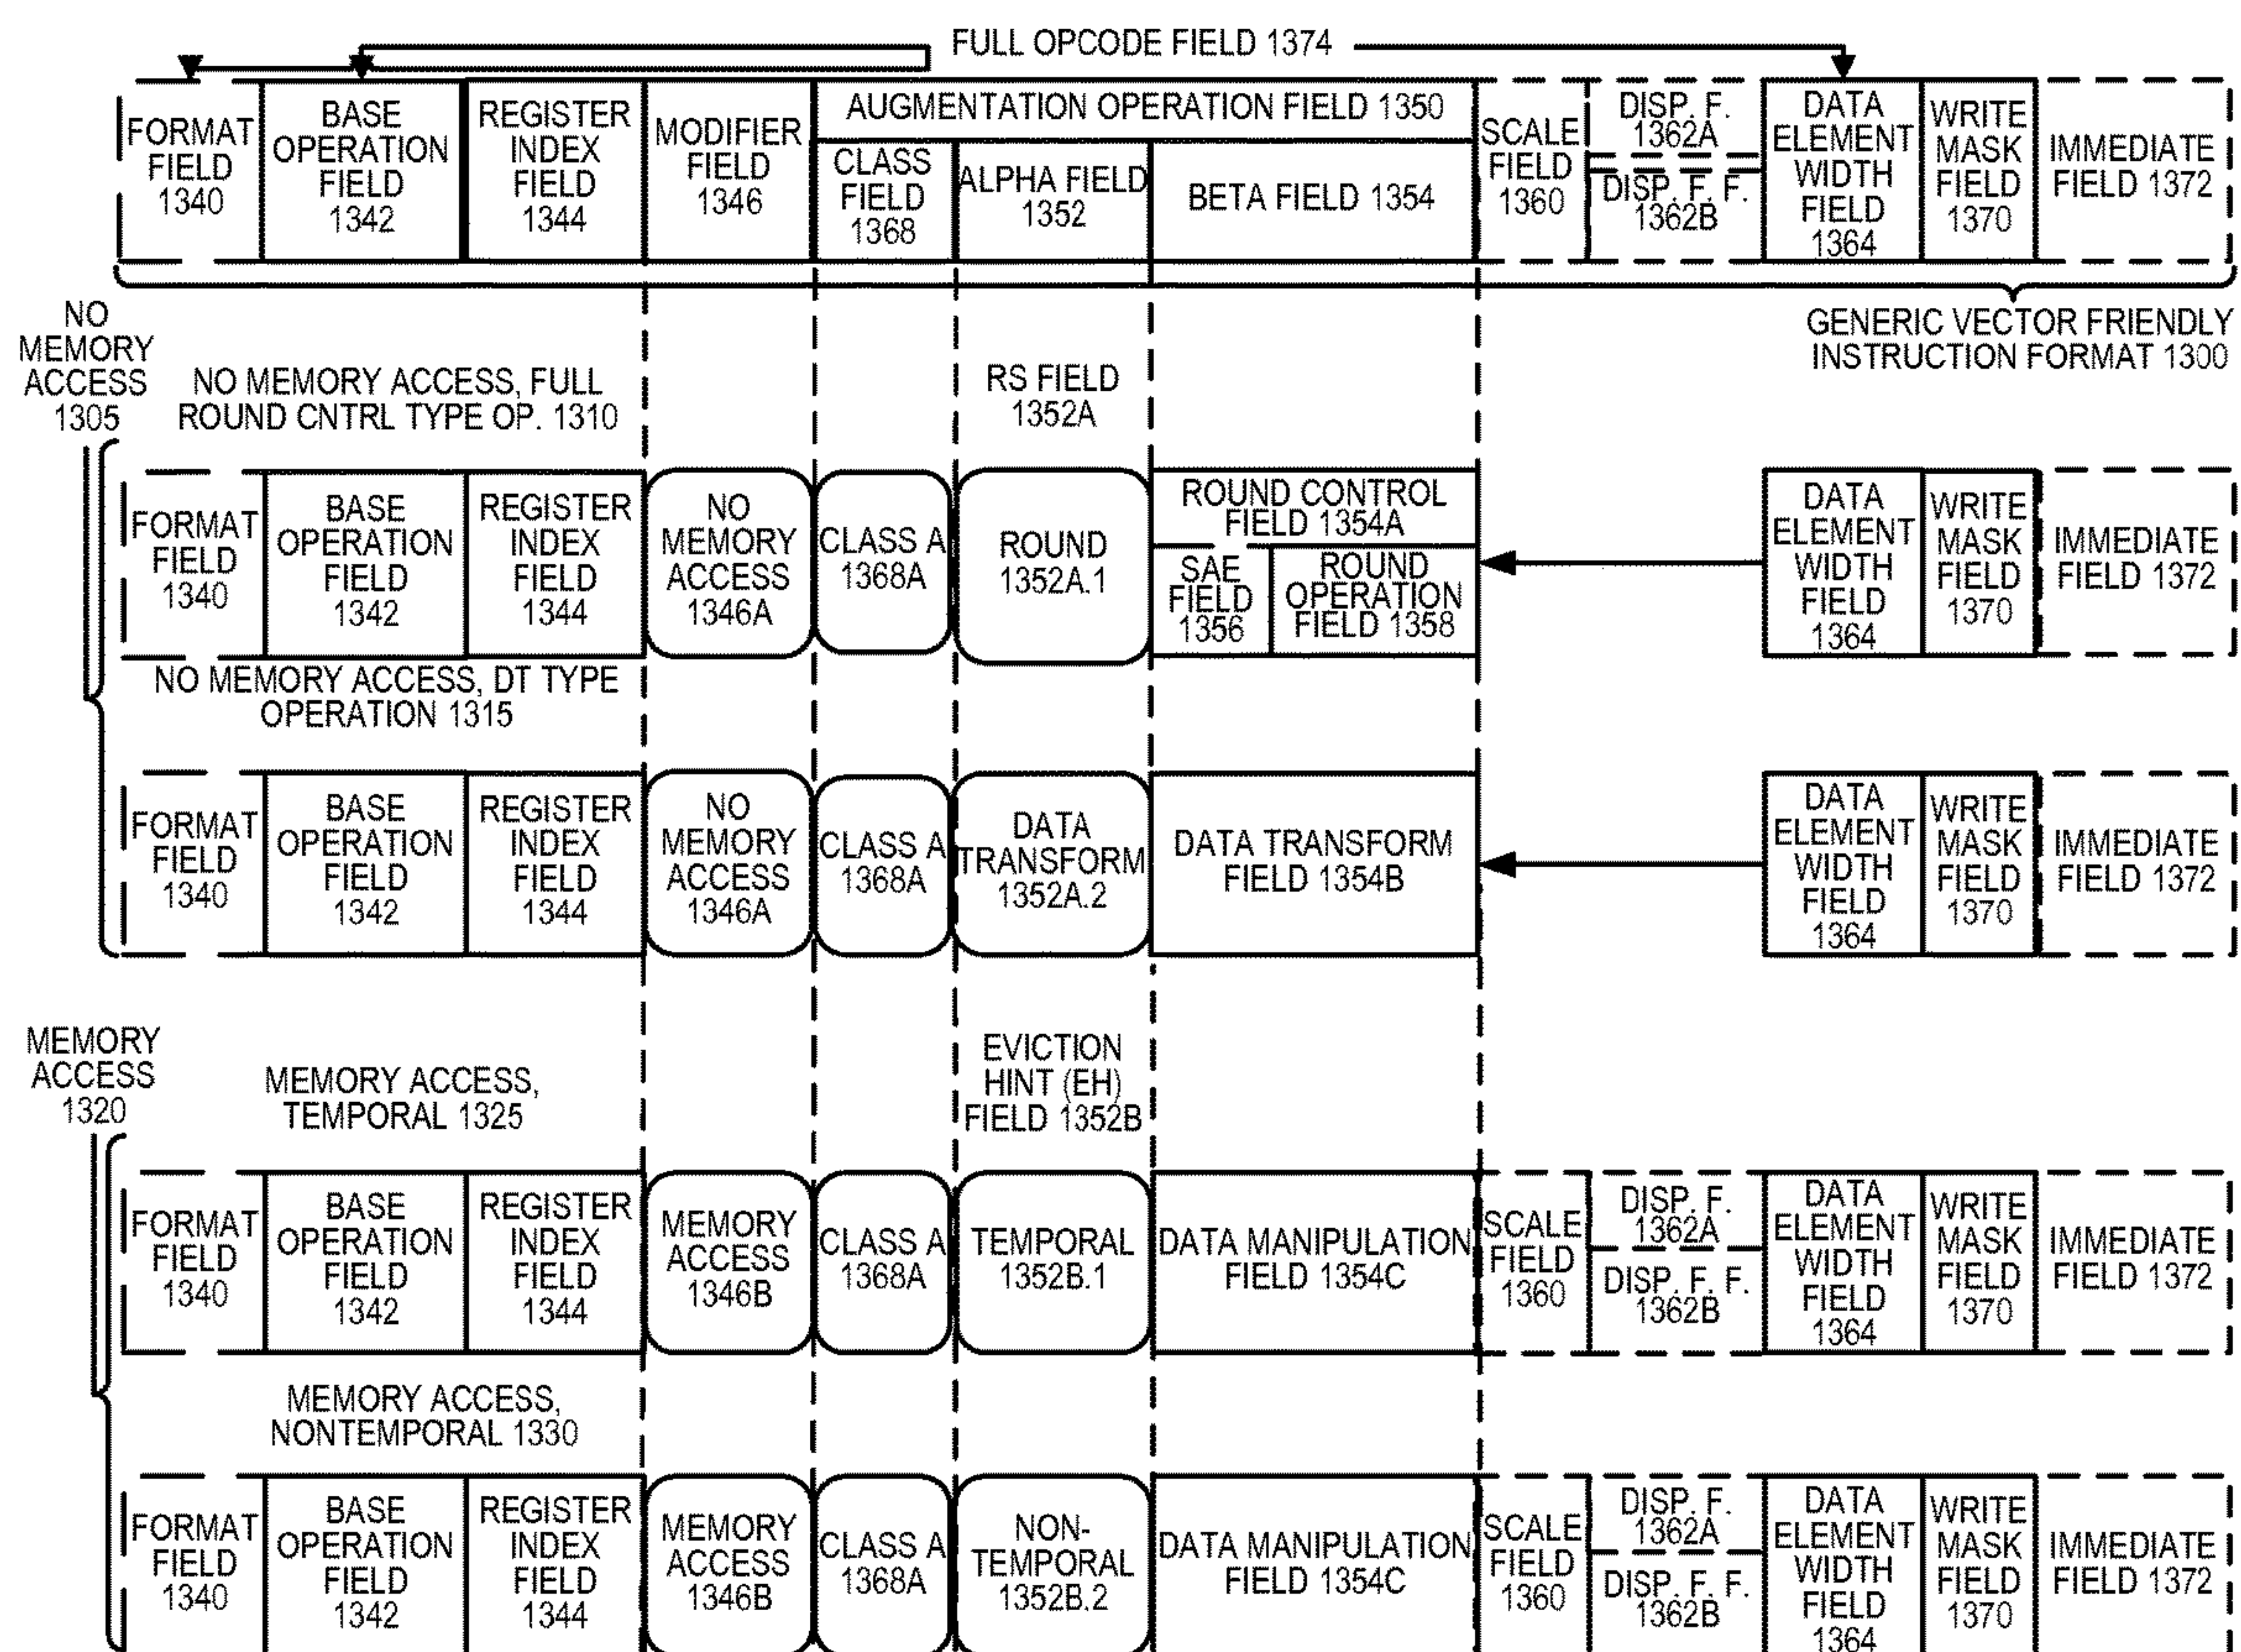 FULL OPCODE FIELD 1374
FORMAT
FIELD
1340
BASE
OPERATION
FIELD
1342
REGISTER
INDEX
FIELD
1344
MODIFIER
FIELD
1346
AUGMENTATION OPERATION FIELD 1350
CLASS
FIELD
1368
ALPHA FIELD
1352
BETA FIELD 1354
SCALE
FIELD
1360
DISP. F.
1362A
DISP. F. F.
1362B
DATA
ELEMENT
WIDTH
FIELD
1364
WRITE
MASK
FIELD
1370
IMMEDIATE
FIELD 1372
GENERIC VECTOR FRIENDLY
INSTRUCTION FORMAT 1300
NO
MEMORY
ACCESS
1305
NO MEMORY ACCESS, FULL
ROUND CNTRL TYPE OP. 1310
RS FIELD
1352A
FORMAT
FIELD
1340
BASE
OPERATION
FIELD
1342
REGISTER
INDEX
FIELD
1344
NO
MEMORY
ACCESS
1346A
CLASS A
1368A
ROUND
1352A.1
ROUND CONTROL
FIELD 1354A
SAE
FIELD
1356
ROUND
OPERATION
FIELD 1358
DATA
ELEMENT
WIDTH
FIELD
1364
WRITE
MASK
FIELD
1370
IMMEDIATE
FIELD 1372
NO MEMORY ACCESS, DT TYPE
OPERATION 1315
FORMAT
FIELD
1340
BASE
OPERATION
FIELD
1342
REGISTER
INDEX
FIELD
1344
NO
MEMORY
ACCESS
1346A
CLASS A
1368A
DATA
TRANSFORM
1352A.2
DATA TRANSFORM
FIELD 1354B
DATA
ELEMENT
WIDTH
FIELD
1364
WRITE
MASK
FIELD
1370
IMMEDIATE
FIELD 1372
MEMORY
ACCESS
1320
MEMORY ACCESS,
TEMPORAL 1325
EVICTION
HINT (EH)
FIELD 1352B
FORMAT
FIELD
1340
BASE
OPERATION
FIELD
1342
REGISTER
INDEX
FIELD
1344
MEMORY
ACCESS
1346B
CLASS A
1368A
TEMPORAL
1352B.1
DATA MANIPULATION
FIELD 1354C
SCALE
FIELD
1360
DISP. F.
1362A
DISP. F. F.
1362B
DATA
ELEMENT
WIDTH
FIELD
1364
WRITE
MASK
FIELD
1370
IMMEDIATE
FIELD 1372
MEMORY ACCESS,
NONTEMPORAL 1330
FORMAT
FIELD
1340
BASE
OPERATION
FIELD
1342
REGISTER
INDEX
FIELD
1344
MEMORY
ACCESS
1346B
CLASS A
1368A
NON-
TEMPORAL
1352B.2
DATA MANIPULATION
FIELD 1354C
SCALE
FIELD
1360
DISP. F.
1362A
DISP. F. F.
1362B
DATA
ELEMENT
WIDTH
FIELD
1364
WRITE
MASK
FIELD
1370
IMMEDIATE
FIELD 1372